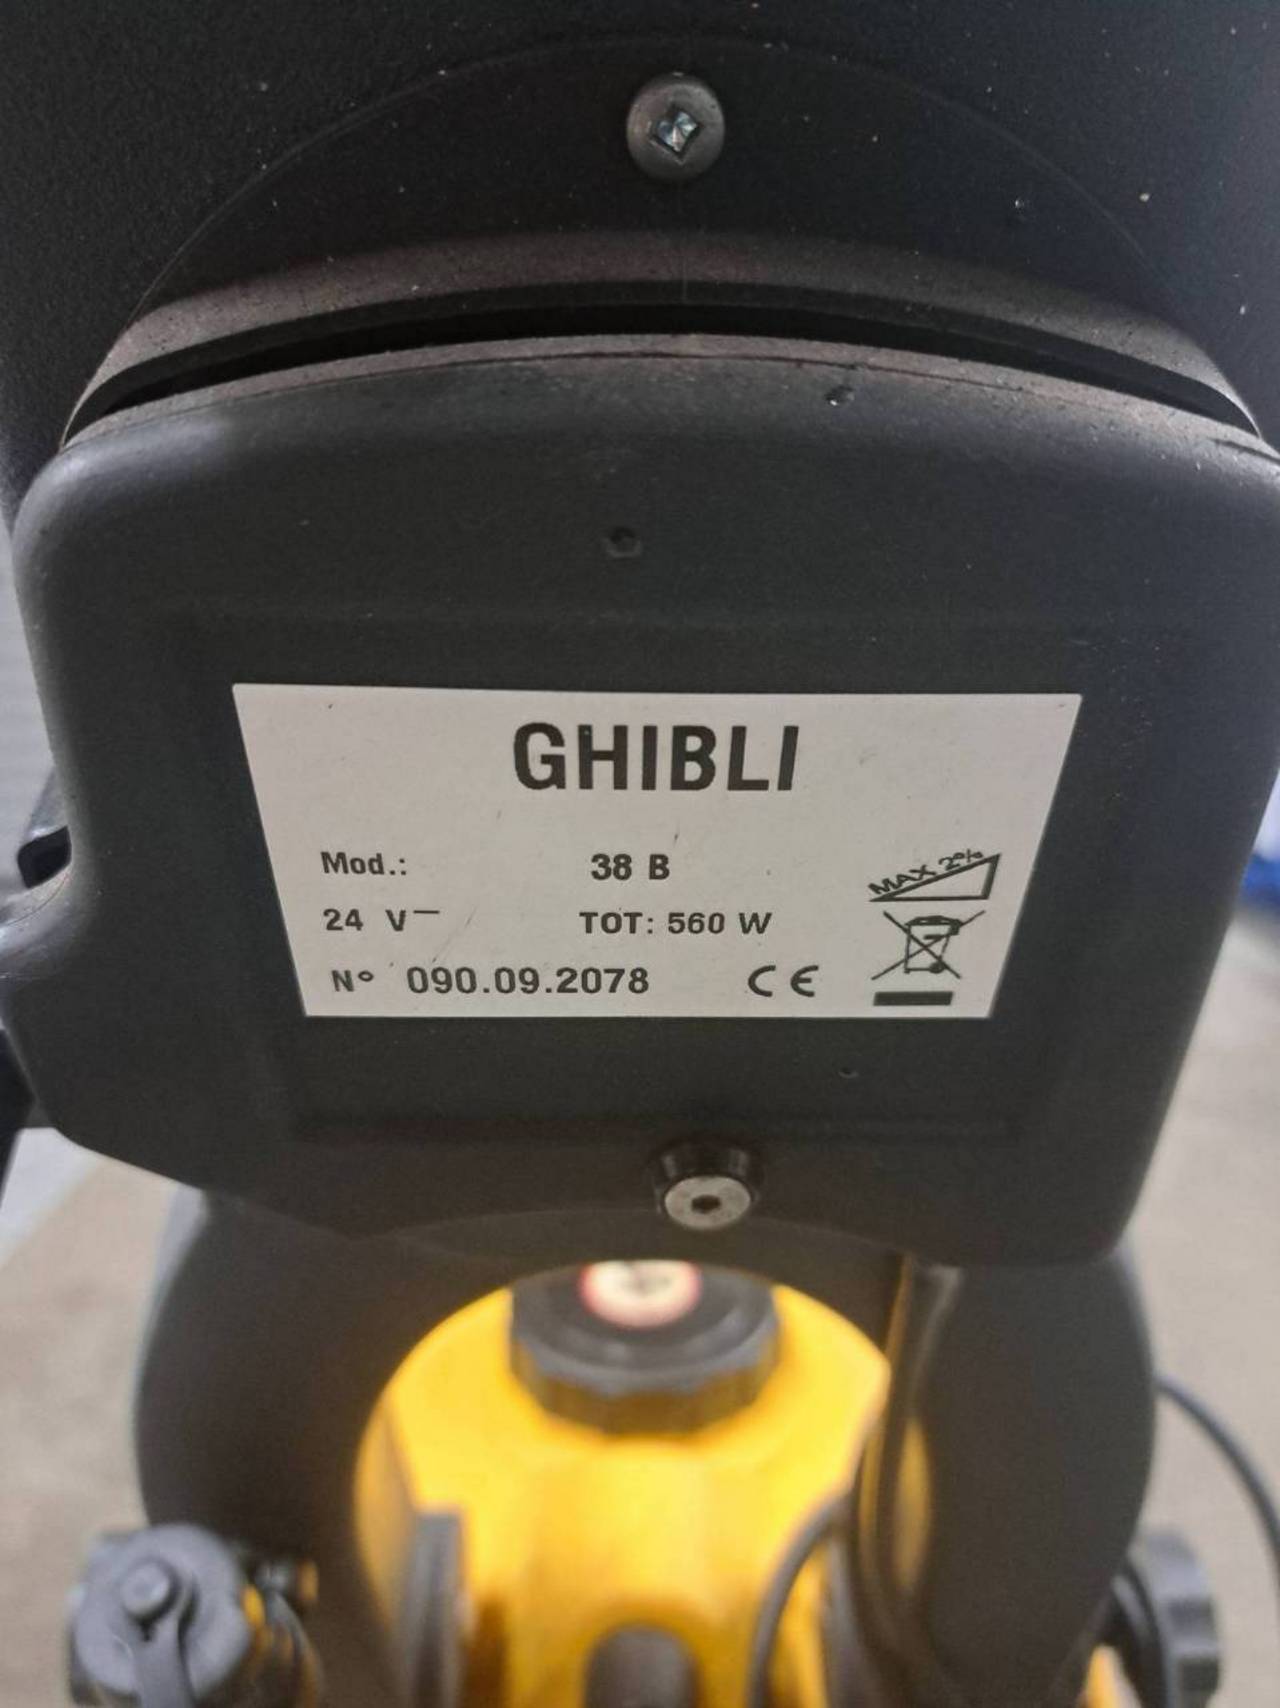 GHIBLI
Mod.: 38 B
24 V⎓ TOT: 560 W
MAX 2%
N° 090.09.2078 CE